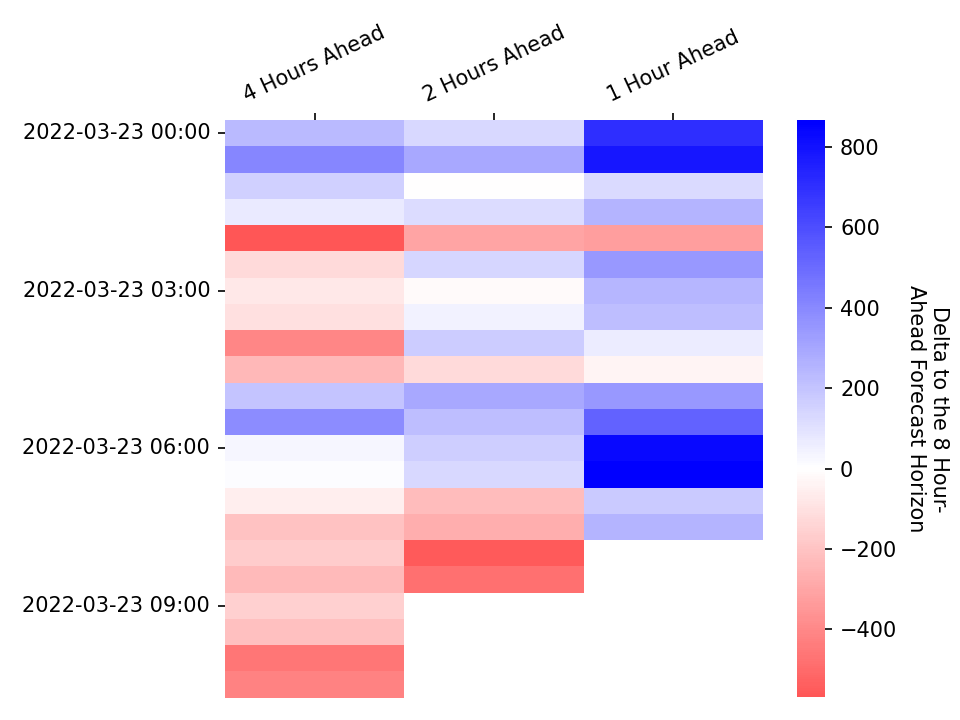 4 Hours Ahead
2 Hours Ahead
1 Hour Ahead
2022-03-23 00:00
2022-03-23 03:00
2022-03-23 06:00
2022-03-23 09:00
800
600
400
200
0
−200
−400
Delta to the 8 Hour-
Ahead Forecast Horizon